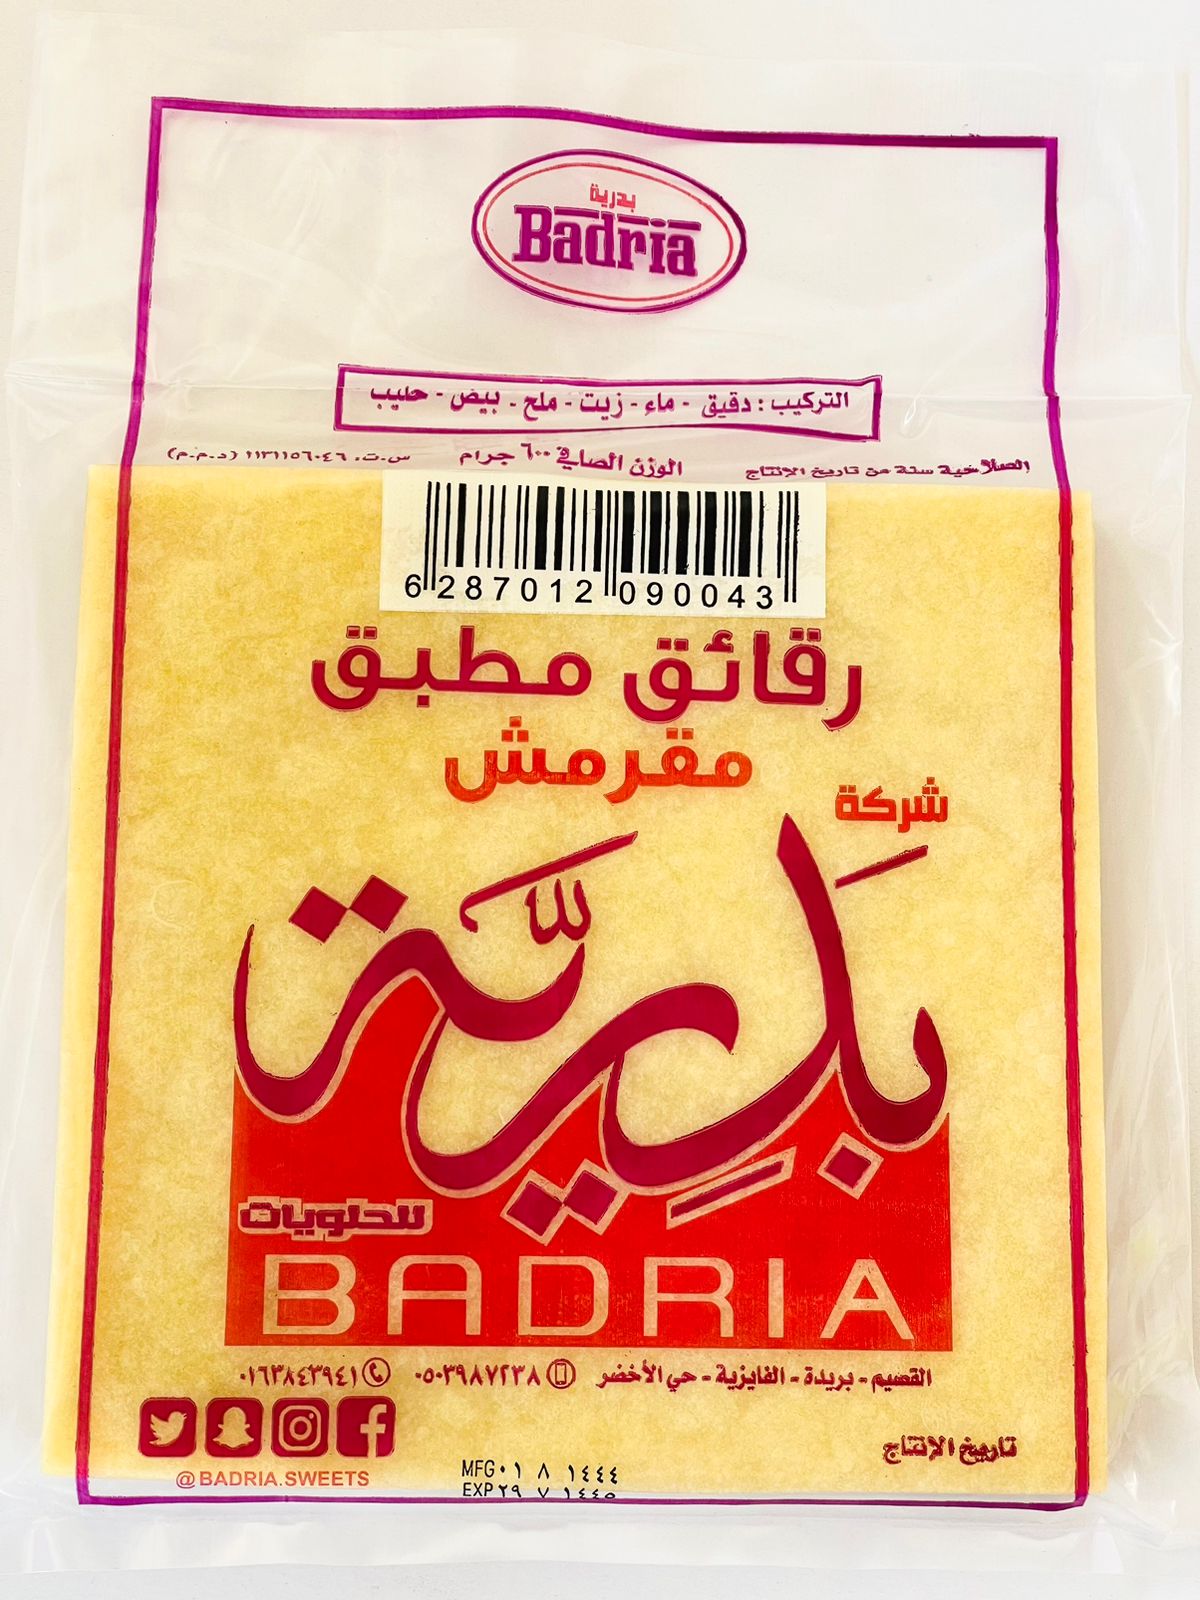 بدرية
Badria
التركيب : دقيق - ماء - زيت - ملح - بيض - حليب
الصلاحية سنة من تاريخ الإنتاج الوزن الصافي ٦٠٠ جرام س.ت. ١١٣١١٥٦٠٤٦ (ذ.م.م)
6 287012 090043
رقائق مطبق
مقرمش
شركة
بَدرِيَّة
للحلويات
BADRIA
القصيم - بريدة - الفايزية - حي الأخضر ٠٥٠٣٩٨٧٢٣٨ ٠١٦٣٨٤٣٩٤١
تاريخ الإنتاج
@BADRIA.SWEETS
MFG ٠١ ٨ ١٤٤٤
EXP ٢٩ ٧ ١٤٤٥